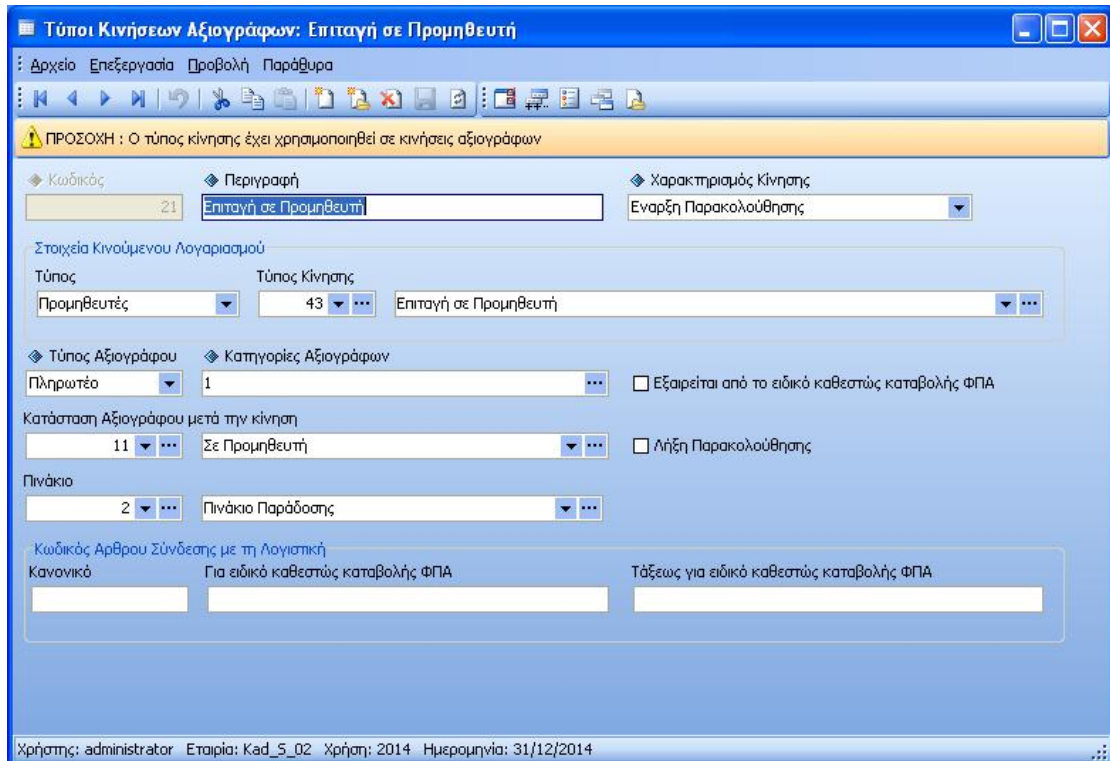 Τύποι Κινήσεων Αξιογράφων: Επιταγή σε Προμηθευτή
Αρχείο Επεξεργασία Προβολή Παράθυρα
ΠΡΟΣΟΧΗ : Ο τύπος κίνησης έχει χρησιμοποιηθεί σε κινήσεις αξιογράφων
Κωδικός Περιγραφή Χαρακτηρισμός Κίνησης
21 Επιταγή σε Προμηθευτή Εναρξη Παρακολούθησης
Στοιχεία Κινούμενου Λογαριασμού
Τύπος Τύπος Κίνησης
Προμηθευτές 43 Επιταγή σε Προμηθευτή
Τύπος Αξιογράφου Κατηγορίες Αξιογράφων
Πληρωτέο 1 Εξαιρείται από το ειδικό καθεστώς καταβολής ΦΠΑ
Κατάσταση Αξιογράφου μετά την κίνηση
11 Σε Προμηθευτή Λήξη Παρακολούθησης
Πινάκιο
2 Πινάκιο Παράδοσης
Κωδικός Αρθρου Σύνδεσης με τη Λογιστική
Κανονικό Για ειδικό καθεστώς καταβολής ΦΠΑ Τάξεως για ειδικό καθεστώς καταβολής ΦΠΑ
Χρήστης: administrator Εταιρία: Kad_5_02 Χρήση: 2014 Ημερομηνία: 31/12/2014